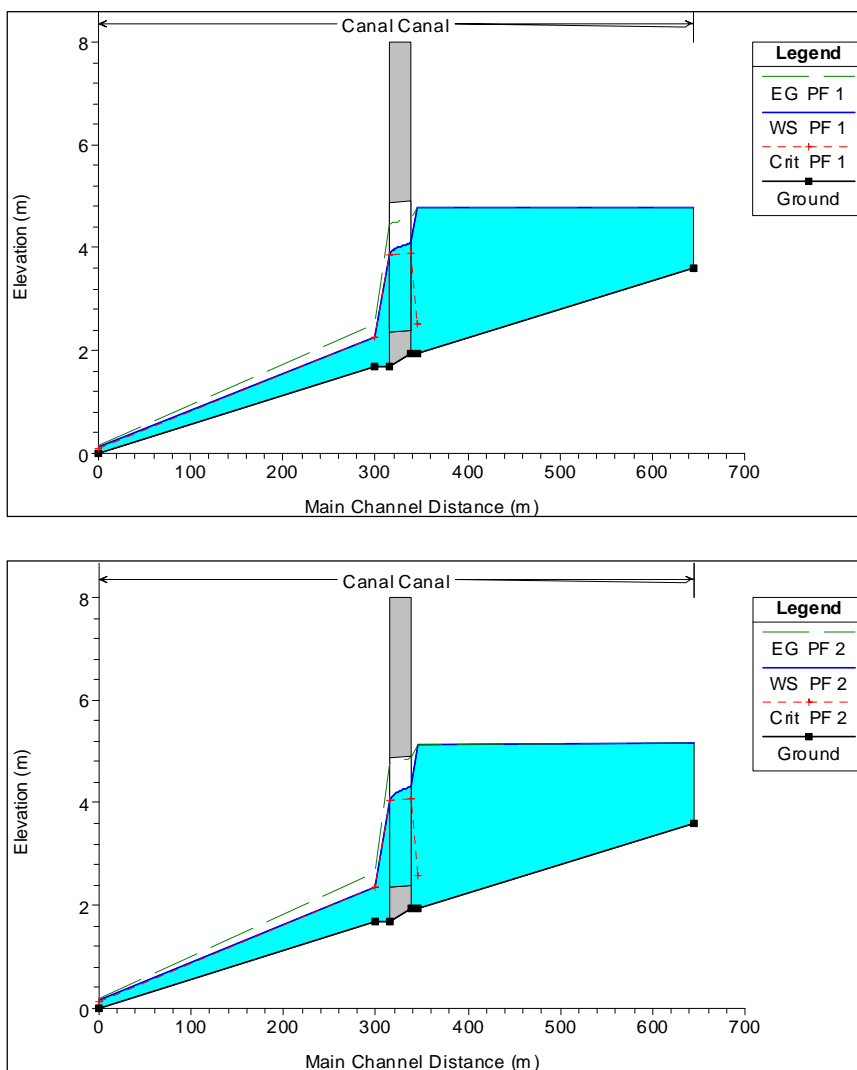 Canal Canal
Legend
EG PF 1
WS PF 1
Crit PF 1
Ground
Elevation (m)
8
6
4
2
0
0 100 200 300 400 500 600 700
Main Channel Distance (m)
Canal Canal
Legend
EG PF 2
WS PF 2
Crit PF 2
Ground
Elevation (m)
8
6
4
2
0
0 100 200 300 400 500 600 700
Main Channel Distance (m)